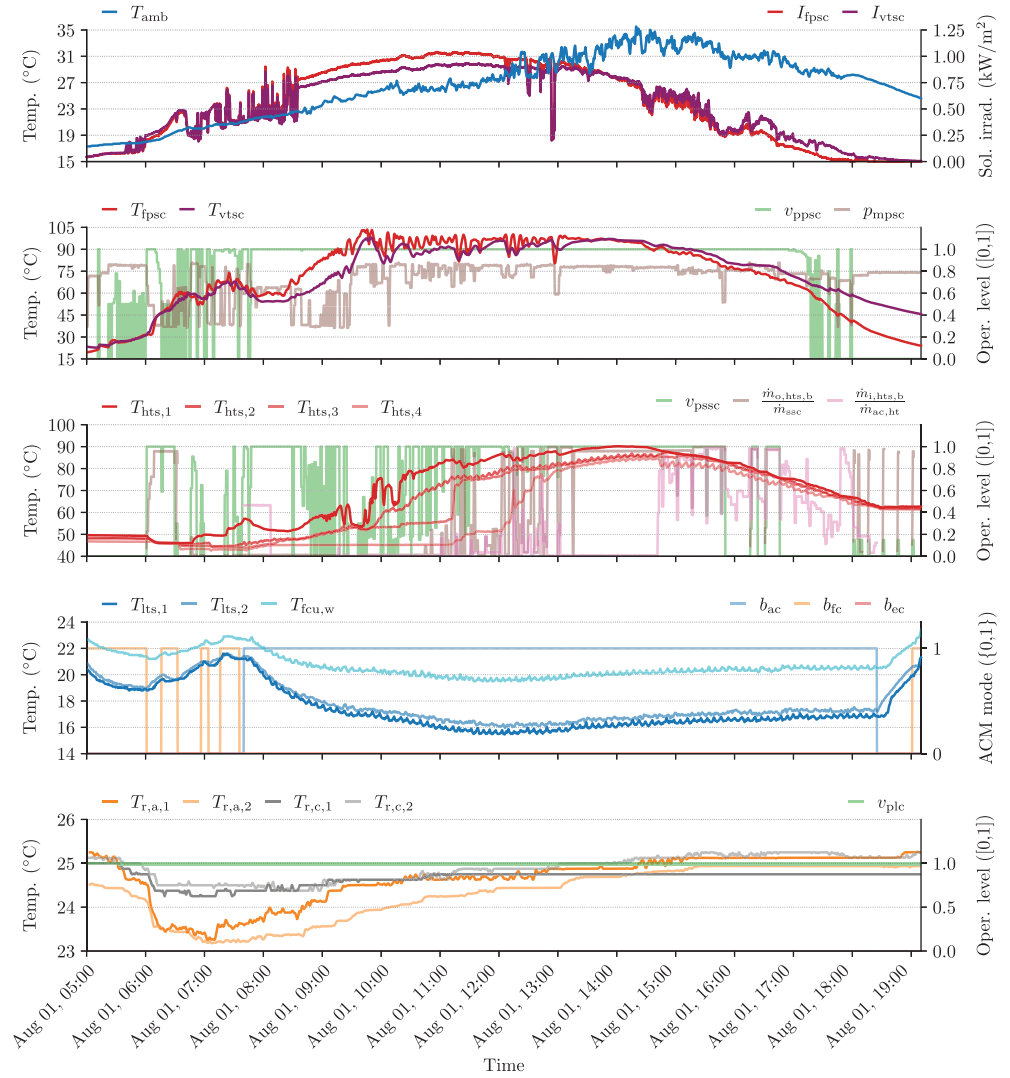 T_amb I_fpsc I_vtsc
Temp. (°C)
35 31 27 23 19 15
1.25 1.00 0.75 0.50 0.25 0.00
Sol. irrad. (kW/m²)
T_fpsc T_vtsc v_ppsc p_mpsc
Temp. (°C)
105 90 75 60 45 30 15
1.0 0.8 0.6 0.4 0.2 0.0
Oper. level ([0,1])
T_hts,1 T_hts,2 T_hts,3 T_hts,4 v_pssc ṁ_o,hts,b/ṁ_ssc ṁ_i,hts,b/ṁ_ac,ht
Temp. (°C)
100 90 80 70 60 50 40
1.0 0.8 0.6 0.4 0.2 0.0
Oper. level ([0,1])
T_lts,1 T_lts,2 T_fcu,w b_ac b_fc b_ec
Temp. (°C)
24 22 20 18 16 14
1 0
ACM mode ({0,1})
T_r,a,1 T_r,a,2 T_r,c,1 T_r,c,2 v_plc
Temp. (°C)
26 25 24 23
1.0 0.5 0.0
Oper. level ([0,1])
Aug 01, 05:00
Aug 01, 06:00
Aug 01, 07:00
Aug 01, 08:00
Aug 01, 09:00
Aug 01, 10:00
Aug 01, 11:00
Aug 01, 12:00
Aug 01, 13:00
Aug 01, 14:00
Aug 01, 15:00
Aug 01, 16:00
Aug 01, 17:00
Aug 01, 18:00
Aug 01, 19:00
Time